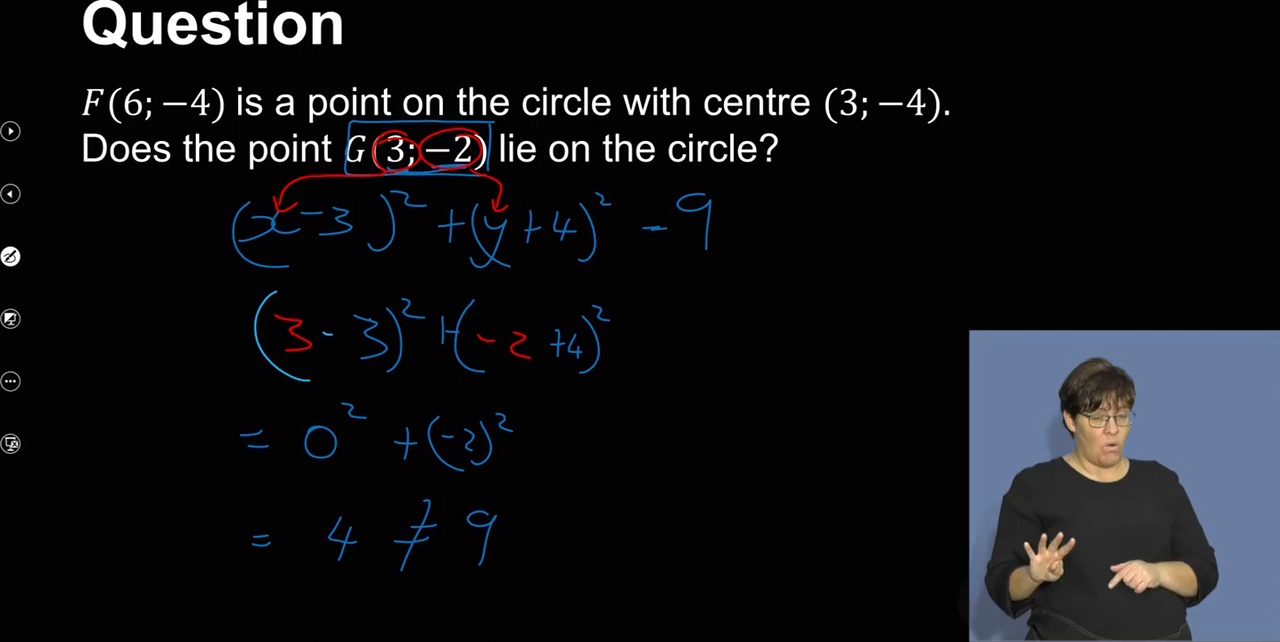 Question
F(6; −4) is a point on the circle with centre (3; −4).
Does the point G(3; −2) lie on the circle?
(x - 3)² + (y + 4)² = 9
(3 - 3)² + (-2 + 4)²
= 0² + (-2)²
= 4 ≠ 9